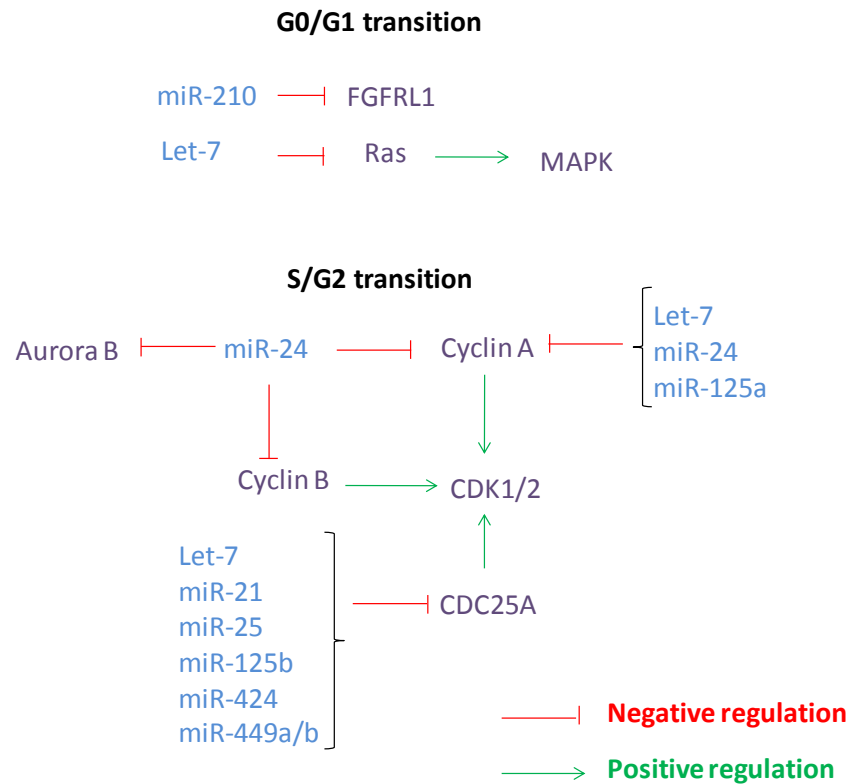 G0/G1 transition
miR-210 FGFRL1
Let-7 Ras MAPK
S/G2 transition
Let-7
Aurora B miR-24 Cyclin A miR-24
miR-125a
Cyclin B CDK1/2
Let-7
miR-21
miR-25 CDC25A
miR-125b
miR-424
miR-449a/b
Negative regulation
Positive regulation